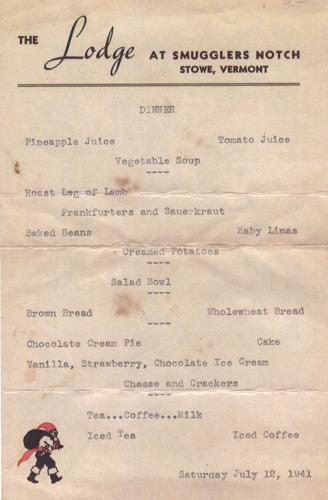 THE Lodge AT SMUGGLERS NOTCH
STOWE, VERMONT
DINNER
Pineapple Juice Tomato Juice
Vegetable Soup
----
Roast Leg of Lamb
Frankfurters and Sauerkraut
Baked Beans Baby Limas
Creamed Potatoes
----
Salad Bowl
----
Brown Bread Wholewheat Bread
----
Chocolate Cream Pie Cake
Vanilla, Strawberry, Chocolate Ice Cream
Cheese and Crackers
----
Tea...Coffee...Milk
Iced Tea Iced Coffee
Saturday July 12, 1941